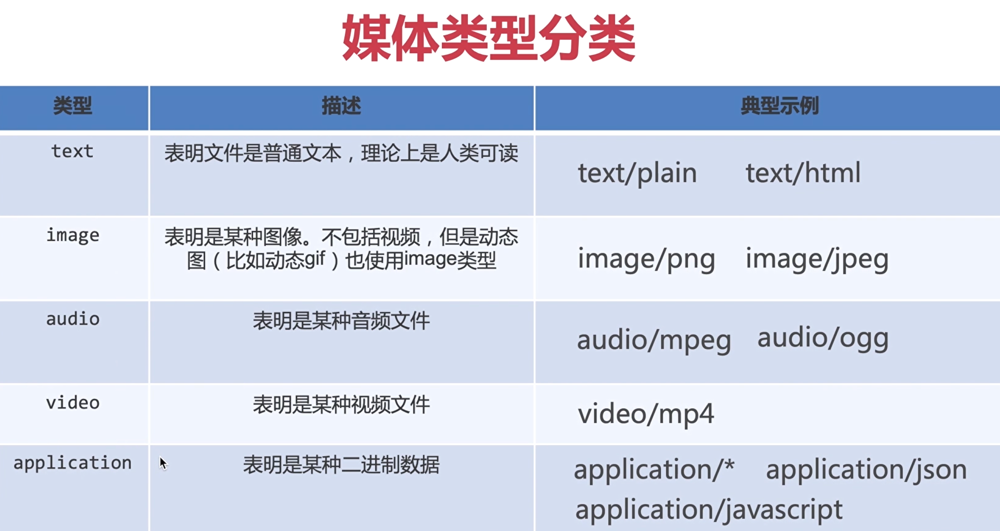 媒体类型分类
类型 描述 典型示例
text 表明文件是普通文本，理论上是人类可读 text/plain text/html
image 表明是某种图像。不包括视频，但是动态
图（比如动态gif）也使用image类型 image/png image/jpeg
audio 表明是某种音频文件 audio/mpeg audio/ogg
video 表明是某种视频文件 video/mp4
application 表明是某种二进制数据 application/* application/json
application/javascript